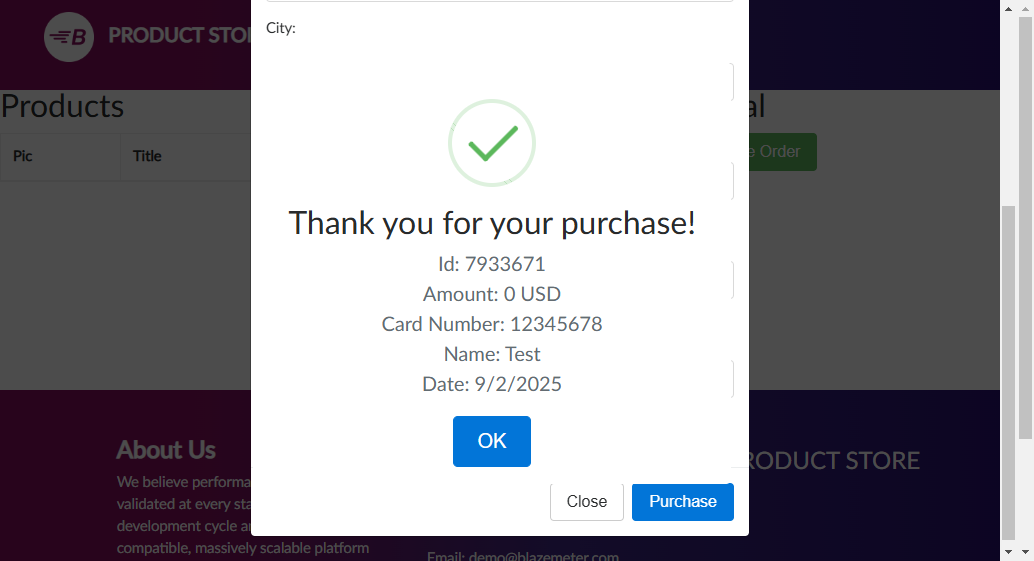 B PRODUCT STO
City:
Products
al
Pic
Title
e Order
Thank you for your purchase!
Id: 7933671
Amount: 0 USD
Card Number: 12345678
Name: Test
Date: 9/2/2025
OK
Close
Purchase
About Us
We believe performa
validated at every sta
development cycle an
compatible, massively scalable platform
RODUCT STORE
Email: demo@blazemeter.com